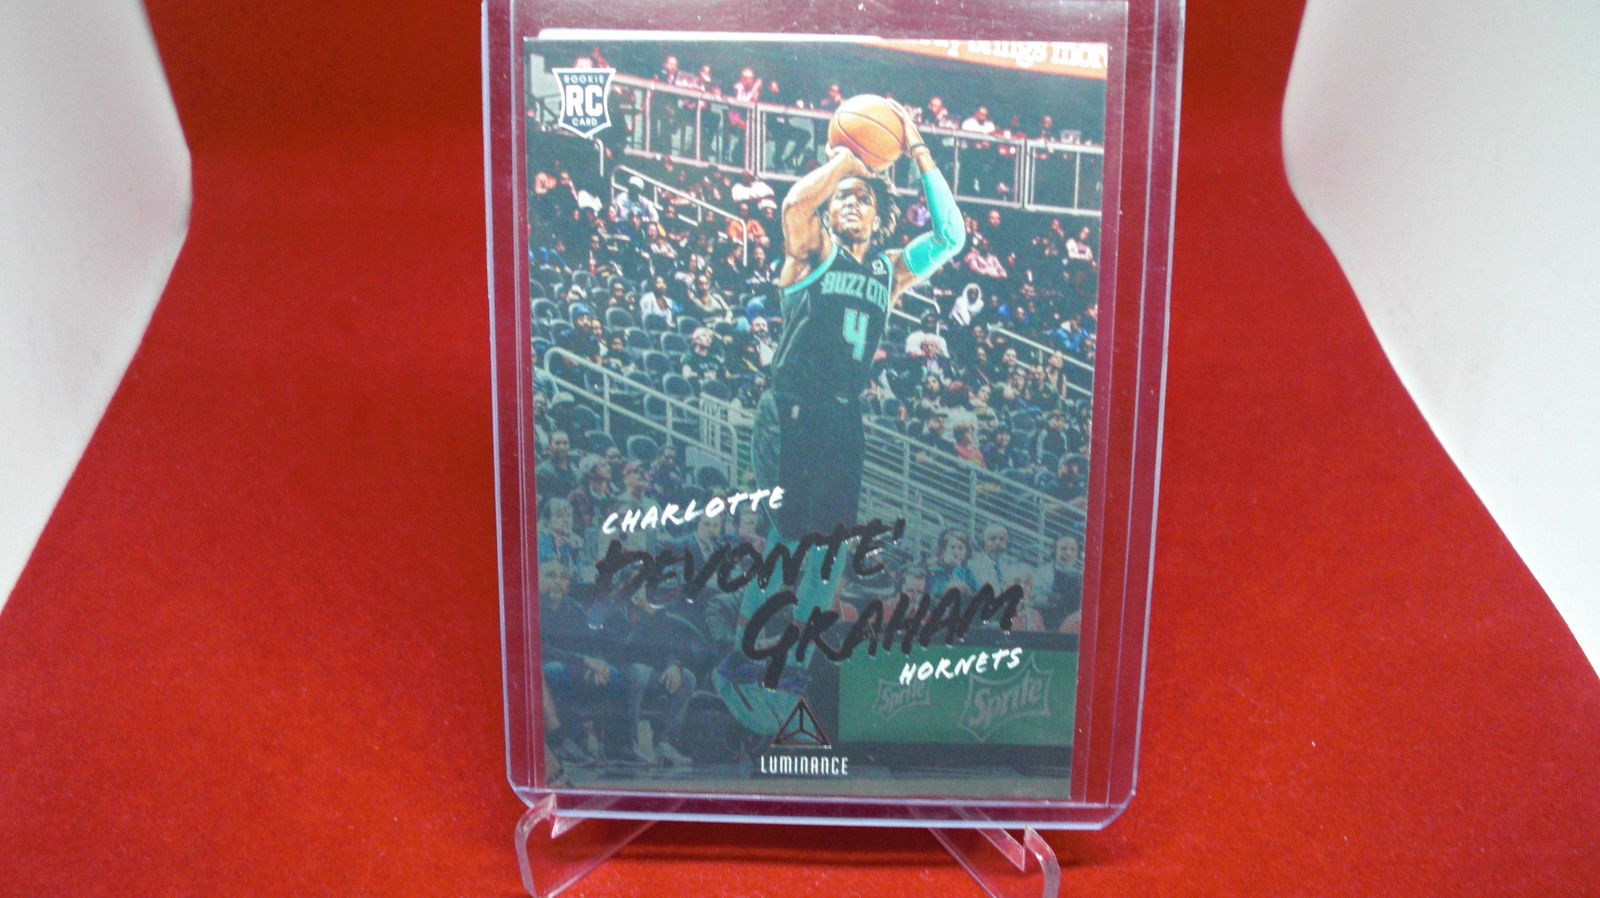 ROOKIE
RC
CARD
BUZZ CITY
4
CHARLOTTE
DEVONTE'
GRAHAM
HORNETS
Sprite
Sprite
LUMINANCE